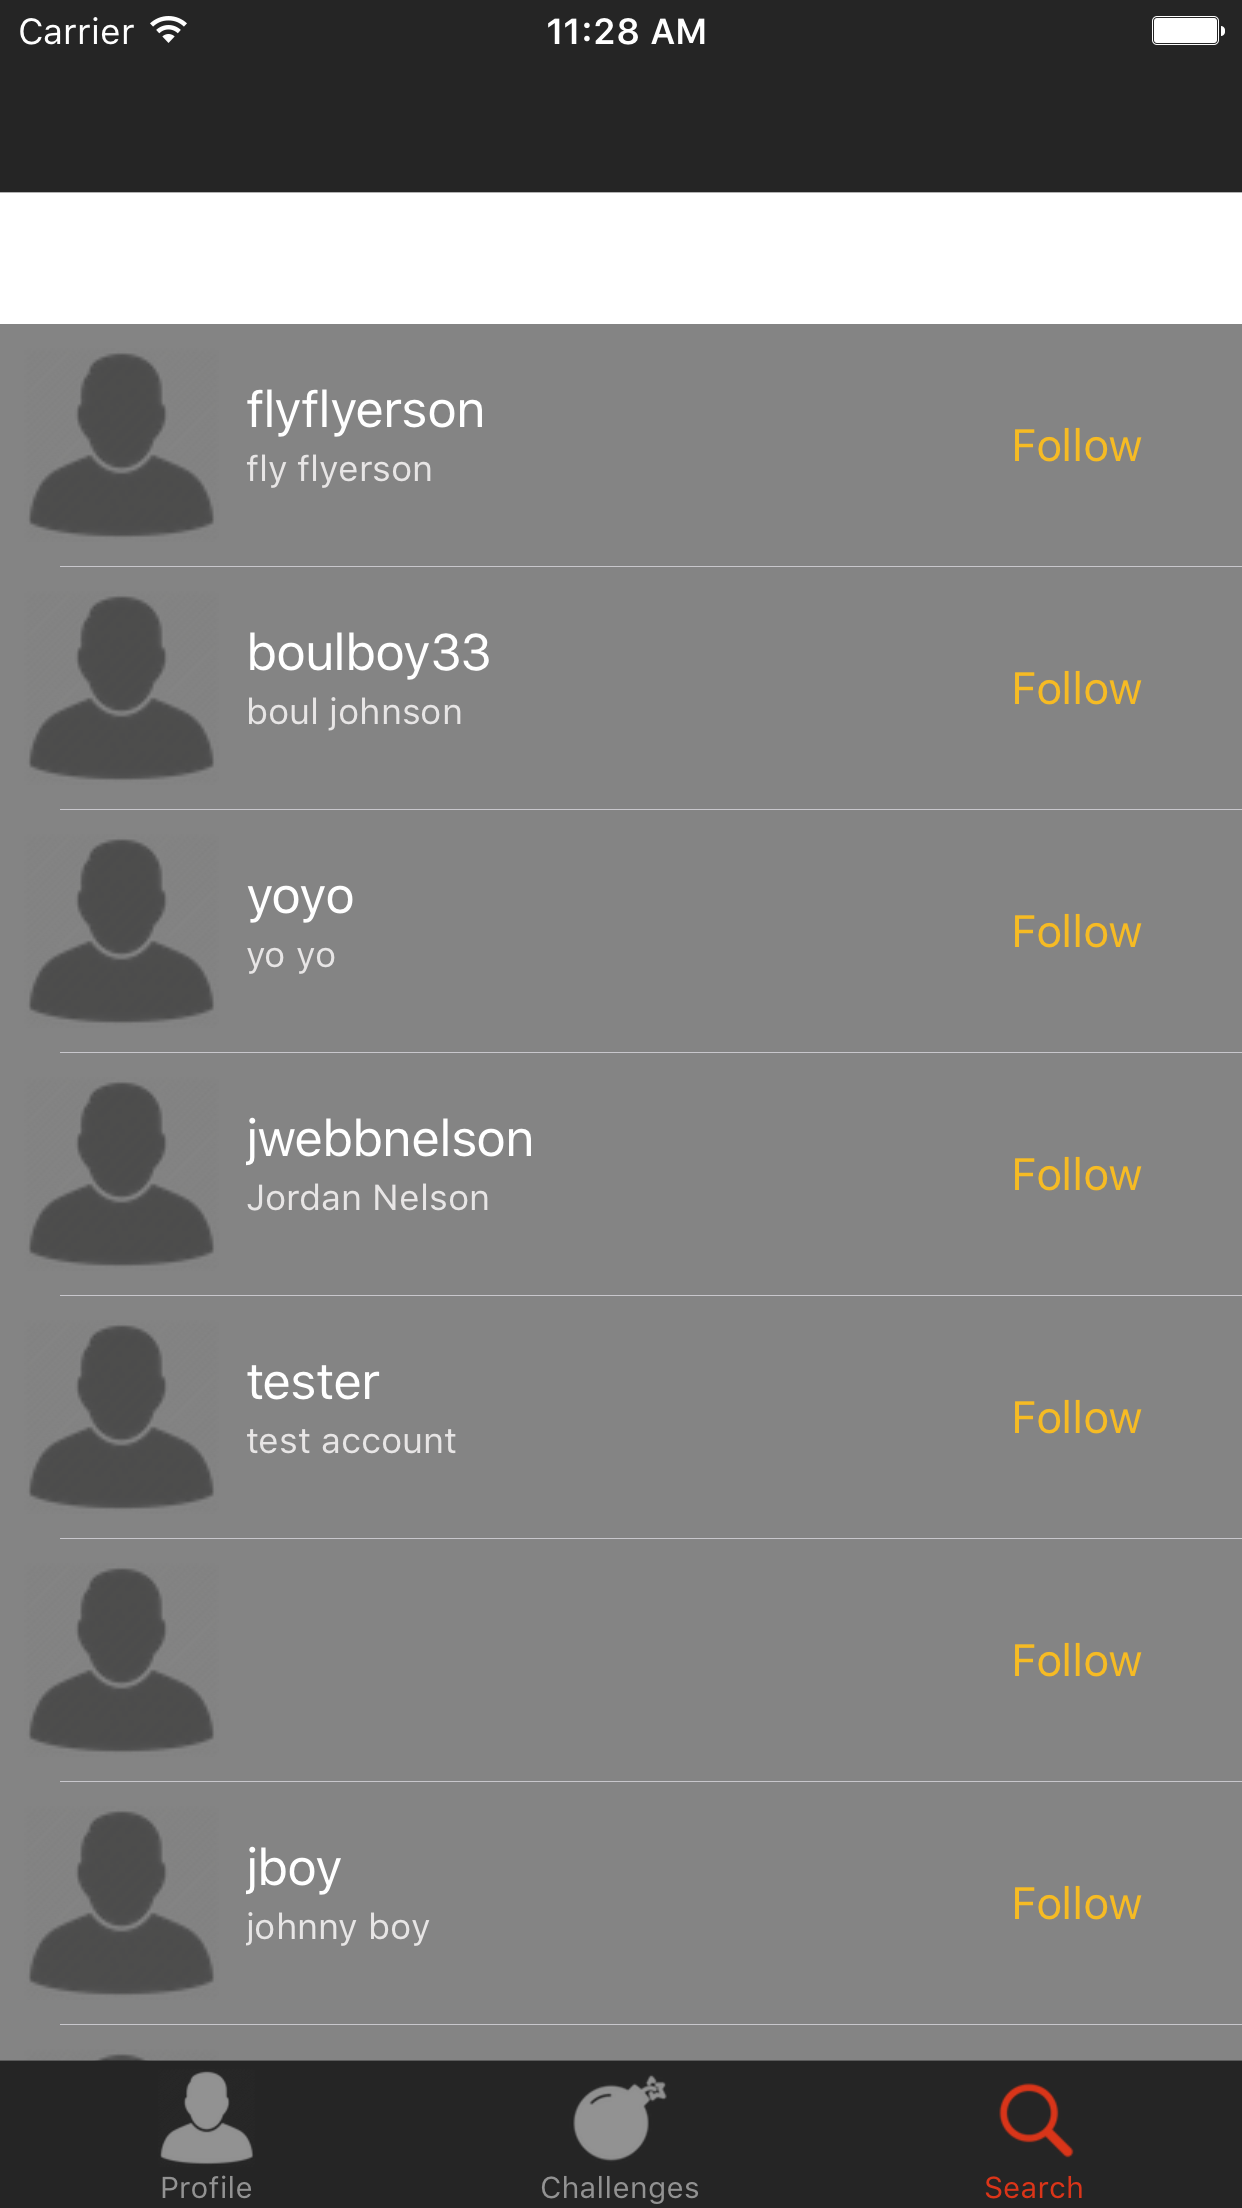 Carrier 11:28 AM
flyflyerson
fly flyerson
Follow
boulboy33
boul johnson
Follow
yoyo
yo yo
Follow
jwebbnelson
Jordan Nelson
Follow
tester
test account
Follow
Follow
jboy
johnny boy
Follow
Profile Challenges Search